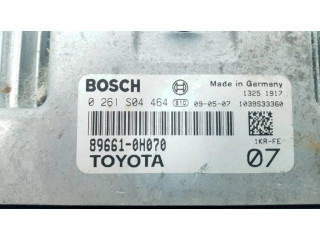 BOSCH
Made in Germany
1325 1917
0 261 S04 464 610 09-05-07 1039S33360
89661-0H070
1KR-FE
TOYOTA 07